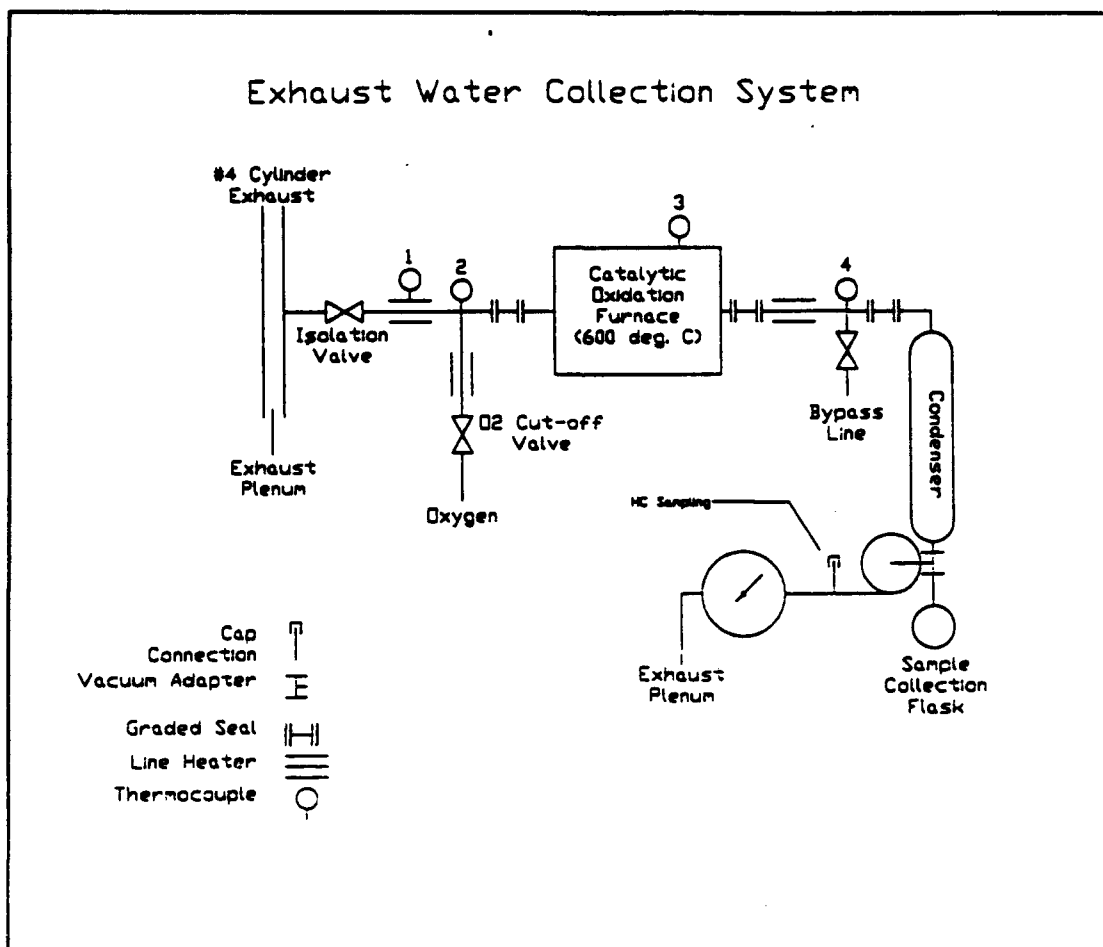 Exhaust Water Collection System
#4 Cylinder
Exhaust
1
2
3
4
Catalytic
Oxidation
Furnace
(600 deg. C)
Isolation
Valve
O2 Cut-off
Valve
Bypass
Line
Condenser
Exhaust
Plenum
Oxygen
HC Sampling
Exhaust
Plenum
Sample
Collection
Flask
Cap
Connection
Vacuum Adapter
Graded Seal
Line Heater
Thermocouple